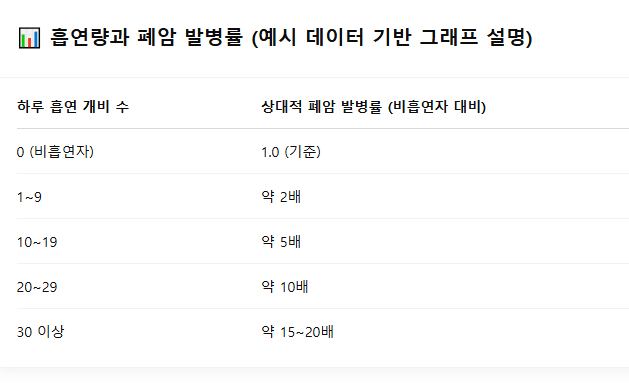 📊 흡연량과 폐암 발병률 (예시 데이터 기반 그래프 설명)
하루 흡연 개비 수 상대적 폐암 발병률 (비흡연자 대비)
0 (비흡연자) 1.0 (기준)
1~9 약 2배
10~19 약 5배
20~29 약 10배
30 이상 약 15~20배